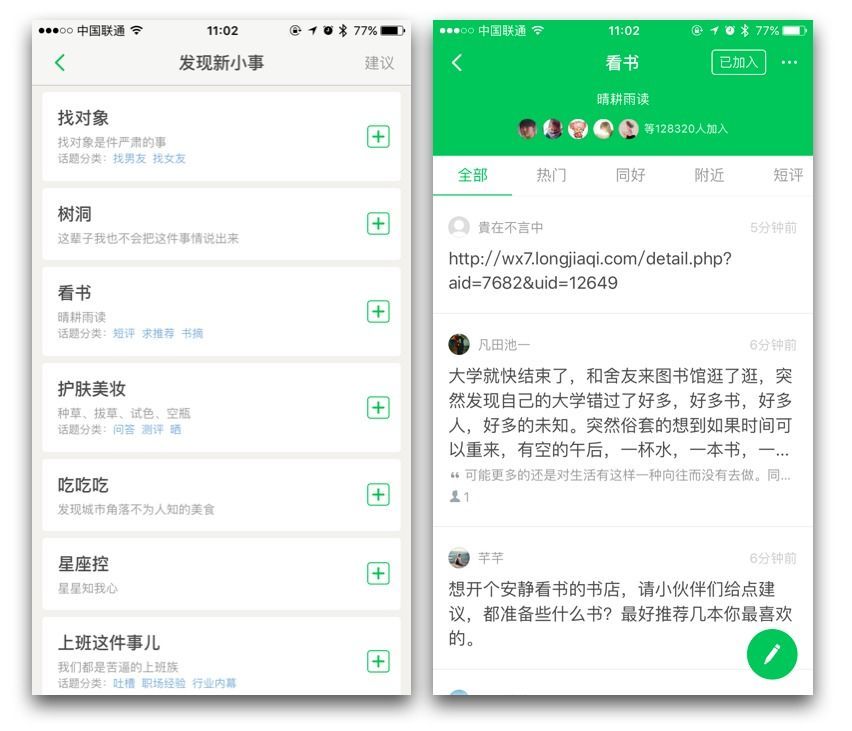 中国联通 11:02 77%
发现新小事 建议
找对象
找对象是件严肃的事
话题分类：找男友 找女友
树洞
这辈子我也不会把这件事情说出来
看书
晴耕雨读
话题分类：短评 求推荐 书摘
护肤美妆
种草、拔草、试色、空瓶
话题分类：问答 测评 晒
吃吃吃
发现城市角落不为人知的美食
星座控
星星知我心
上班这件事儿
我们都是苦逼的上班族
话题分类：吐槽 职场经验 行业内幕
中国联通 11:02 77%
看书 已加入
晴耕雨读
等128320人加入
全部 热门 同好 附近 短评
貴在不言中 5分钟前
http://wx7.longjiaqi.com/detail.php?
aid=7682&uid=12649
凡田池一 6分钟前
大学就快结束了，和舍友来图书馆逛了逛，突
然发现自己的大学错过了好多，好多书，好多
人，好多的未知。突然俗套的想到如果时间可
以重来，有空的午后，一杯水，一本书，一...
“ 可能更多的还是对生活有这样一种向往而没有去做。同...
1
芊芊 6分钟前
想开个安静看书的书店，请小伙伴们给点建
议，都准备些什么书？最好推荐几本你最喜欢
的。